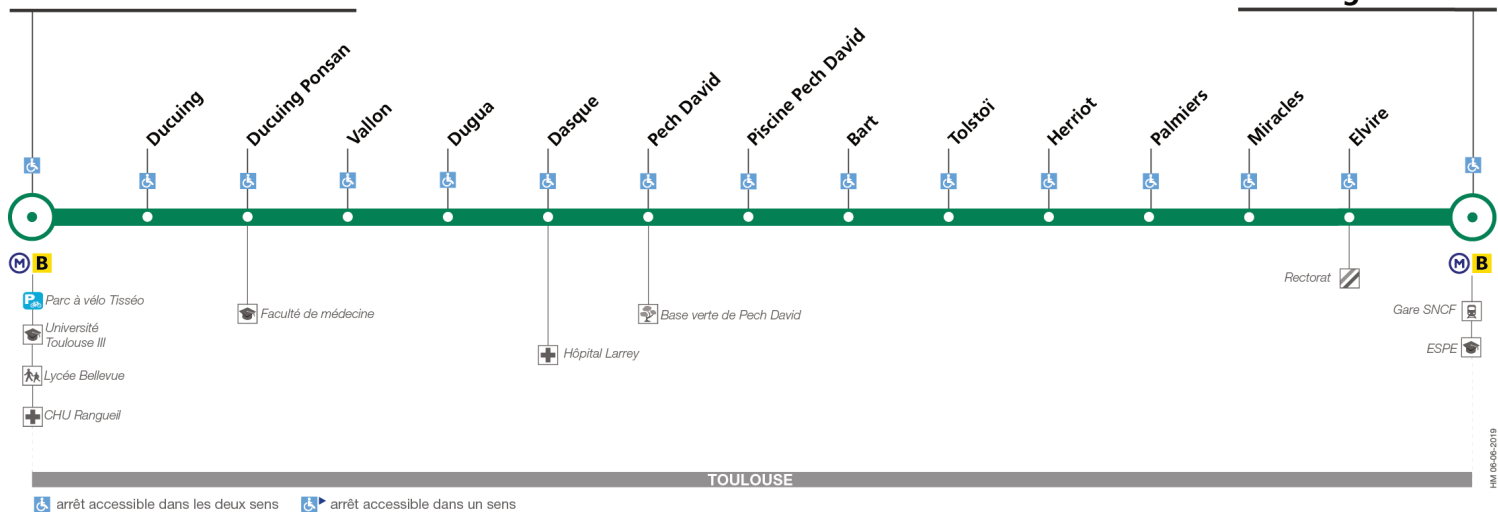 Ducuing
Ducuing Ponsan
Vallon
Dugua
Dasque
Pech David
Piscine Pech David
Bart
Tolstoï
Herriot
Palmiers
Miracles
Elvire
M B
M B
P Parc à vélo Tisséo
Université
Toulouse III
Lycée Bellevue
CHU Rangueil
Faculté de médecine
Hôpital Larrey
Base verte de Pech David
Rectorat
Gare SNCF
ESPE
TOULOUSE
arrêt accessible dans les deux sens
arrêt accessible dans un sens
HM 06-06-2019